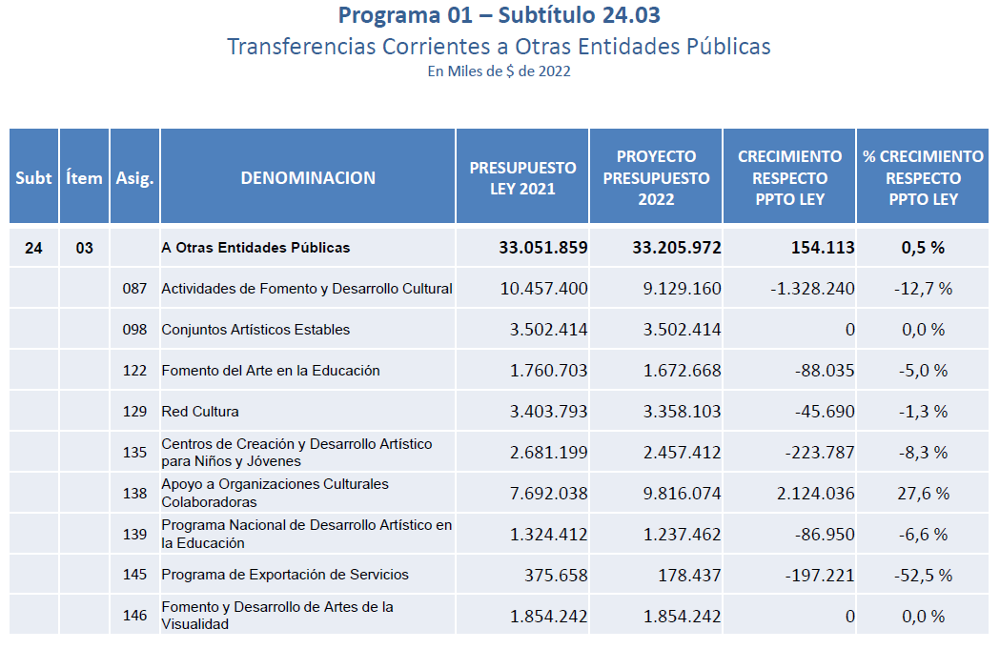 Programa 01 – Subtítulo 24.03
Transferencias Corrientes a Otras Entidades Públicas
En Miles de $ de 2022
Subt Ítem Asig. DENOMINACION PRESUPUESTO LEY 2021 PROYECTO PRESUPUESTO 2022 CRECIMIENTO RESPECTO PPTO LEY % CRECIMIENTO RESPECTO PPTO LEY
24 03 A Otras Entidades Públicas 33.051.859 33.205.972 154.113 0,5 %
087 Actividades de Fomento y Desarrollo Cultural 10.457.400 9.129.160 -1.328.240 -12,7 %
098 Conjuntos Artísticos Estables 3.502.414 3.502.414 0 0,0 %
122 Fomento del Arte en la Educación 1.760.703 1.672.668 -88.035 -5,0 %
129 Red Cultura 3.403.793 3.358.103 -45.690 -1,3 %
135 Centros de Creación y Desarrollo Artístico para Niños y Jóvenes 2.681.199 2.457.412 -223.787 -8,3 %
138 Apoyo a Organizaciones Culturales Colaboradoras 7.692.038 9.816.074 2.124.036 27,6 %
139 Programa Nacional de Desarrollo Artístico en la Educación 1.324.412 1.237.462 -86.950 -6,6 %
145 Programa de Exportación de Servicios 375.658 178.437 -197.221 -52,5 %
146 Fomento y Desarrollo de Artes de la Visualidad 1.854.242 1.854.242 0 0,0 %